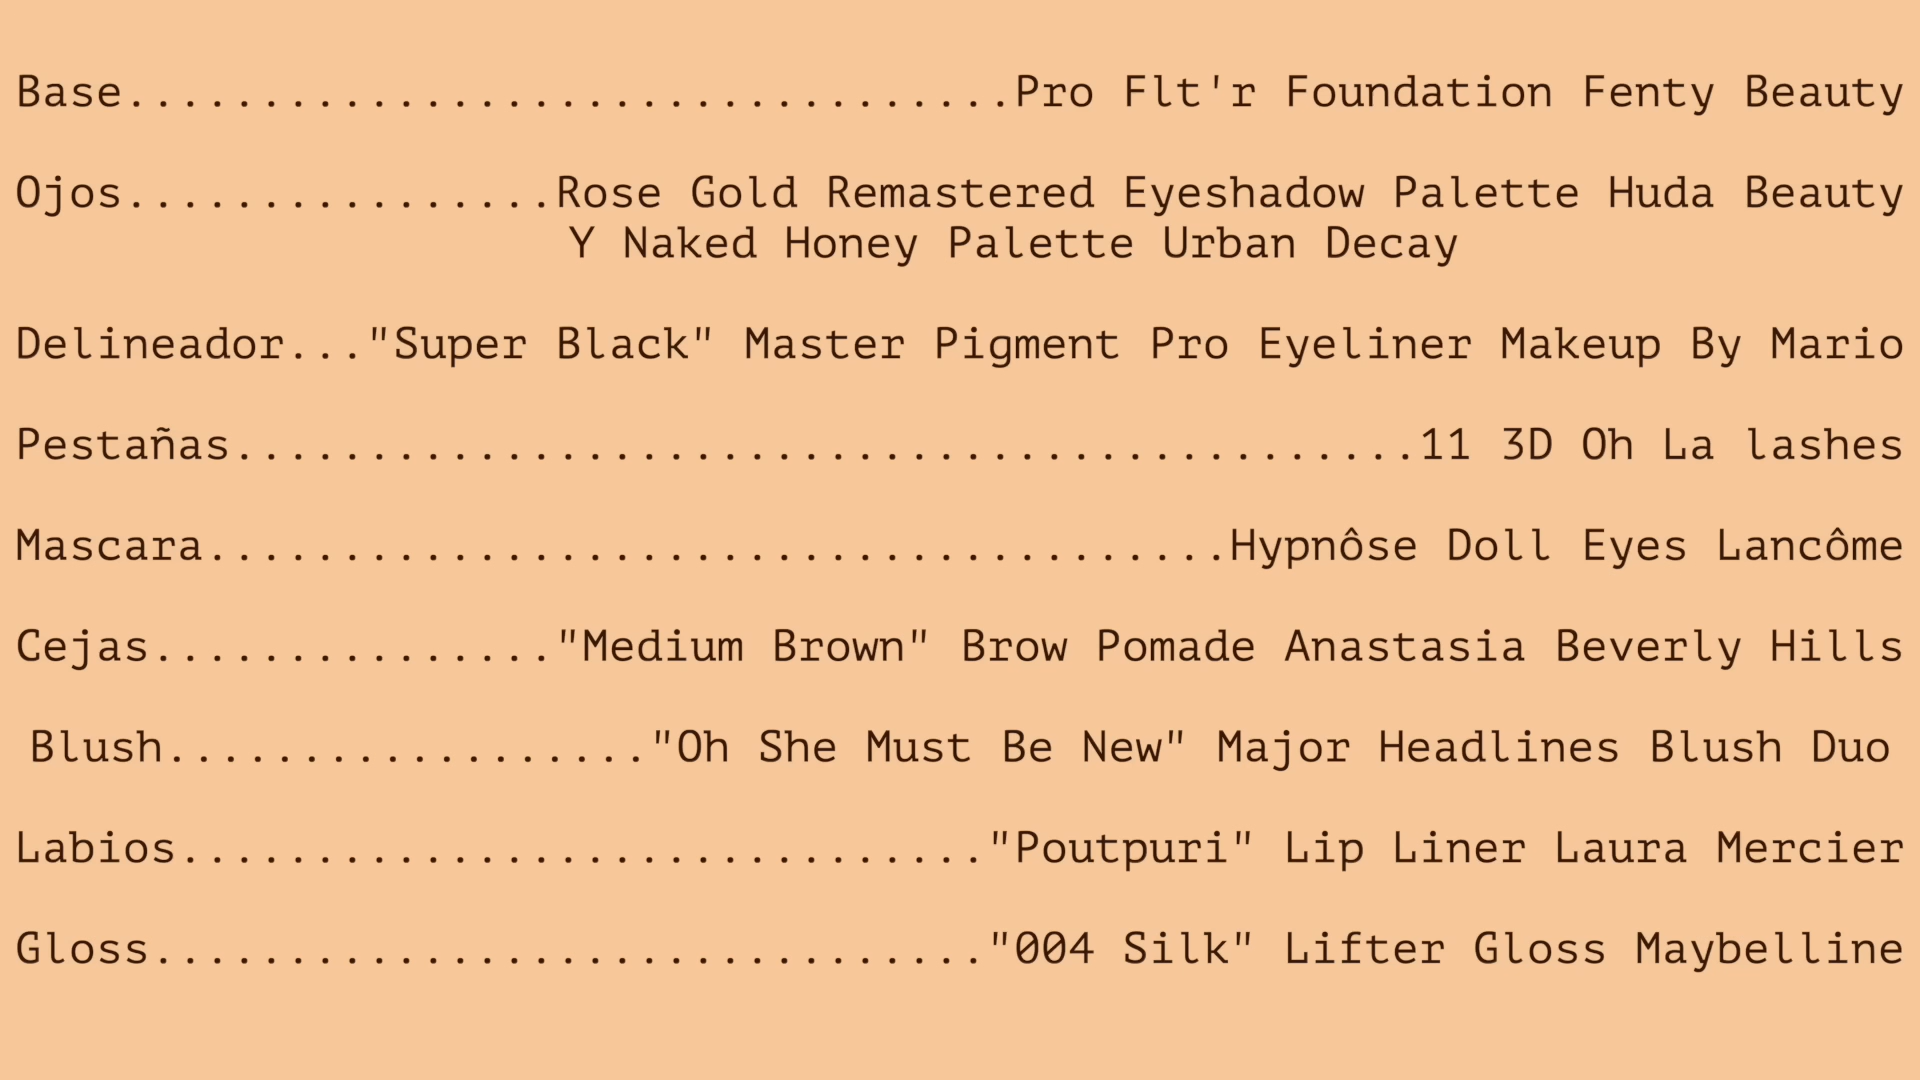 Base.................................Pro Flt'r Foundation Fenty Beauty
Ojos................Rose Gold Remastered Eyeshadow Palette Huda Beauty
Y Naked Honey Palette Urban Decay
Delineador..."Super Black" Master Pigment Pro Eyeliner Makeup By Mario
Pestañas............................................11 3D Oh La lashes
Mascara......................................Hypnôse Doll Eyes Lancôme
Cejas..............."Medium Brown" Brow Pomade Anastasia Beverly Hills
Blush.................."Oh She Must Be New" Major Headlines Blush Duo
Labios.............................."Poutpuri" Lip Liner Laura Mercier
Gloss..............................."004 Silk" Lifter Gloss Maybelline